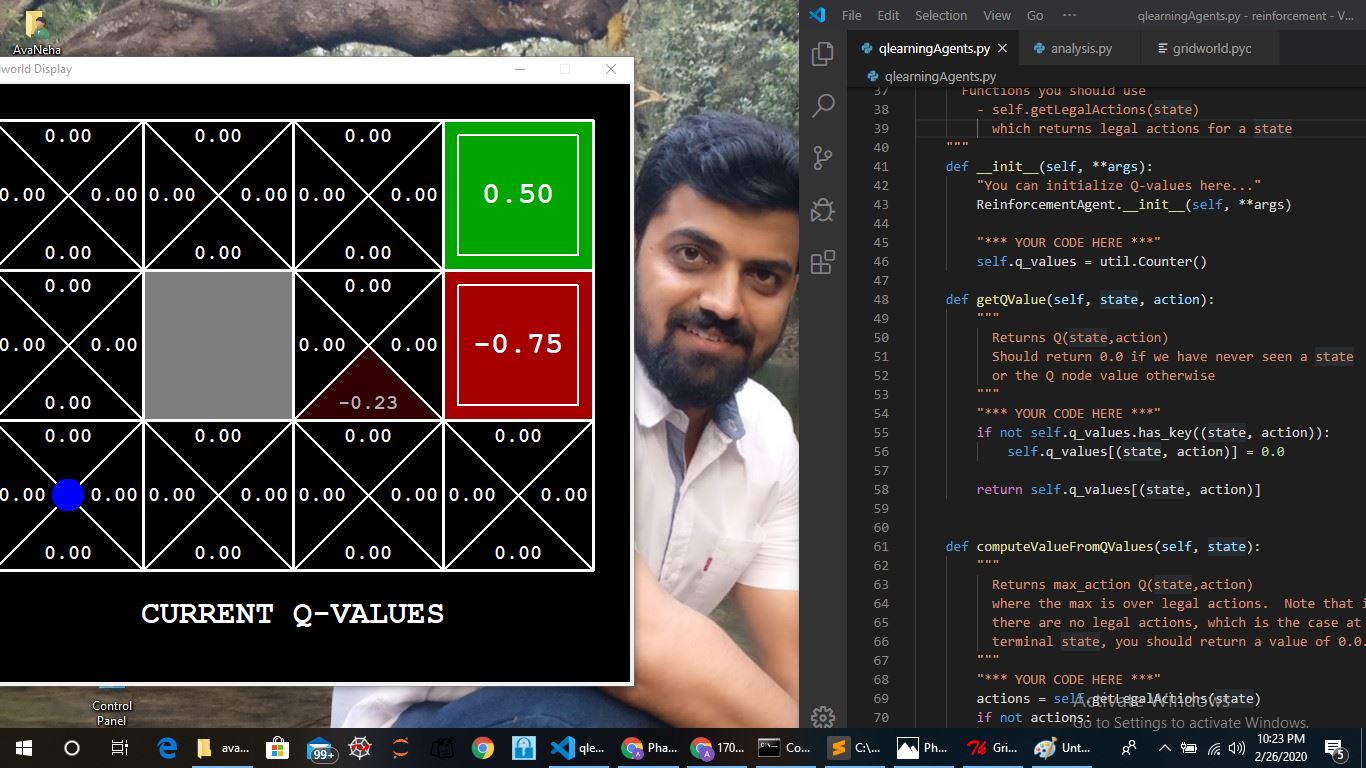 AvaNeha
world Display
0.00 0.00 0.00
0.00 0.00 0.00 0.00 0.00 0.00 0.50
0.00 0.00 0.00
0.00 0.00
0.00 0.00 0.00 0.00 -0.75
0.00 -0.23
0.00 0.00 0.00 0.00
0.00 0.00 0.00 0.00 0.00 0.00 0.00 0.00
0.00 0.00 0.00 0.00
CURRENT Q-VALUES
Control
Panel
File Edit Selection View Go ··· qlearningAgents.py - reinforcement - V...
qlearningAgents.py analysis.py gridworld.pyc
qlearningAgents.py
37 Functions you should use
38 - self.getLegalActions(state)
39 which returns legal actions for a state
40 """
41 def __init__(self, **args):
42 "You can initialize Q-values here..."
43 ReinforcementAgent.__init__(self, **args)
44
45 "*** YOUR CODE HERE ***"
46 self.q_values = util.Counter()
47
48 def getQValue(self, state, action):
49 """
50 Returns Q(state,action)
51 Should return 0.0 if we have never seen a state
52 or the Q node value otherwise
53 """
54 "*** YOUR CODE HERE ***"
55 if not self.q_values.has_key((state, action)):
56 self.q_values[(state, action)] = 0.0
57
58 return self.q_values[(state, action)]
59
60
61 def computeValueFromQValues(self, state):
62 """
63 Returns max_action Q(state,action)
64 where the max is over legal actions. Note that i
65 there are no legal actions, which is the case at
66 terminal state, you should return a value of 0.0.
67 """
68 "*** YOUR CODE HERE ***"
69 actions = self.getLegalActions(state)
70 if not actions:
Activate Windows
Go to Settings to activate Windows.
ava... 99+ qle... Pha... 170... Co... C:\... Ph... Gri... Unt...
10:23 PM
2/26/2020
5